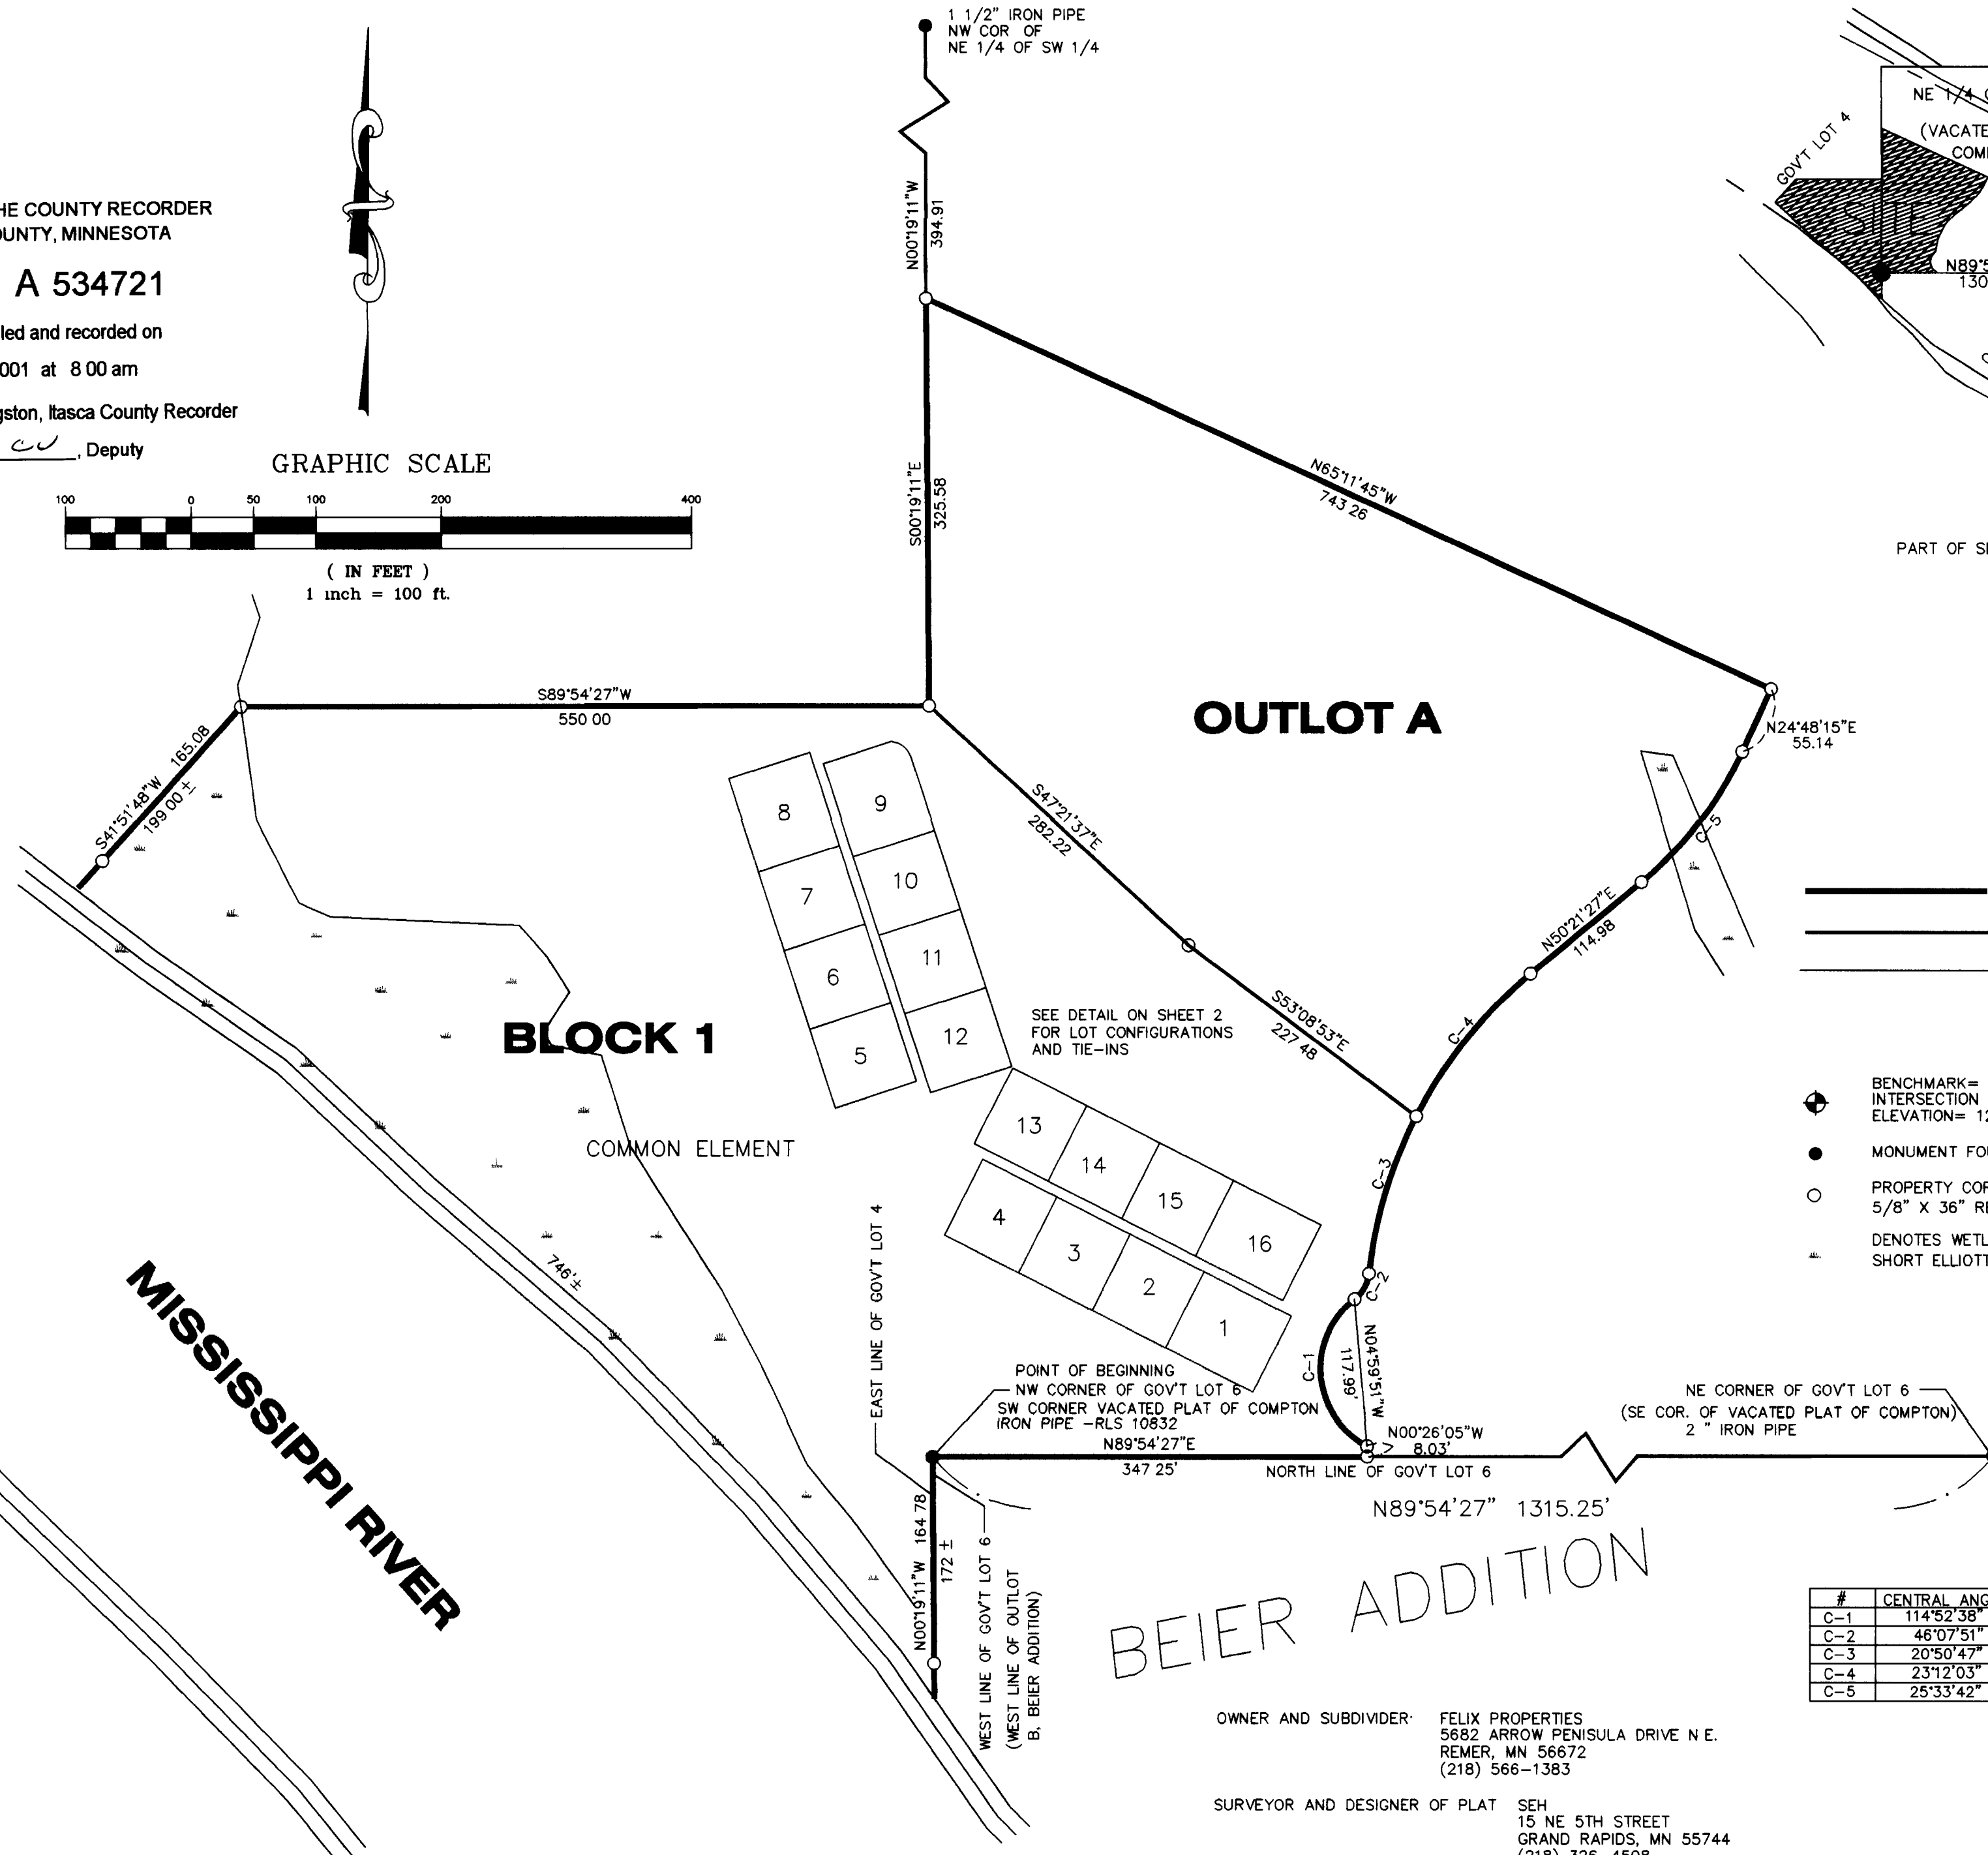 1 1/2" IRON PIPE
NW COR OF
NE 1/4 OF SW 1/4
HE COUNTY RECORDER
OUNTY, MINNESOTA
A 534721
led and recorded on
001 at 8 00 am
gston, Itasca County Recorder
, Deputy
GRAPHIC SCALE
100 0 50 100 200 400
( IN FEET )
1 inch = 100 ft.
N00°19'11"W
394.91
S00°19'11"E
325.58
N65°11'45"W
743 26
NE 1/4
(VACATE
COM
GOV'T LOT 4
SITE
N89°5
130
PART OF S
S89°54'27"W
550 00
S41°51'48"W 165.08
199 00 ±
OUTLOT A
N24°48'15"E
55.14
C-5
N50°21'27"E
114.98
C-4
S47°21'37"E
282.22
S53°08'53"E
227 48
8
9
7
10
6
11
5
12
BLOCK 1
SEE DETAIL ON SHEET 2
FOR LOT CONFIGURATIONS
AND TIE-INS
COMMON ELEMENT
13
14
15
16
4
3
2
1
C-3
C-2
C-1
N04°59'51"W
117.99'
BENCHMARK=
INTERSECTION
ELEVATION= 12
MONUMENT FO
PROPERTY COR
5/8" X 36" RE
DENOTES WETL
SHORT ELLIOTT
746'±
MISSISSIPPI RIVER
EAST LINE OF GOV'T LOT 4
POINT OF BEGINNING
NW CORNER OF GOV'T LOT 6
SW CORNER VACATED PLAT OF COMPTON
IRON PIPE -RLS 10832
N89°54'27"E
347 25'
N00°26'05"W
8.03'
NORTH LINE OF GOV'T LOT 6
NE CORNER OF GOV'T LOT 6
(SE COR. OF VACATED PLAT OF COMPTON)
2 " IRON PIPE
N89°54'27" 1315.25'
N00°19'11"W 164 78
172 ±
WEST LINE OF GOV'T LOT 6
(WEST LINE OF OUTLOT
B, BEIER ADDITION)
BEIER ADDITION
# CENTRAL ANG
C-1 114°52'38"
C-2 46°07'51"
C-3 20°50'47"
C-4 23°12'03"
C-5 25°33'42"
OWNER AND SUBDIVIDER: FELIX PROPERTIES
5682 ARROW PENISULA DRIVE N E.
REMER, MN 56672
(218) 566-1383
SURVEYOR AND DESIGNER OF PLAT SEH
15 NE 5TH STREET
GRAND RAPIDS, MN 55744
(218) 326-4508